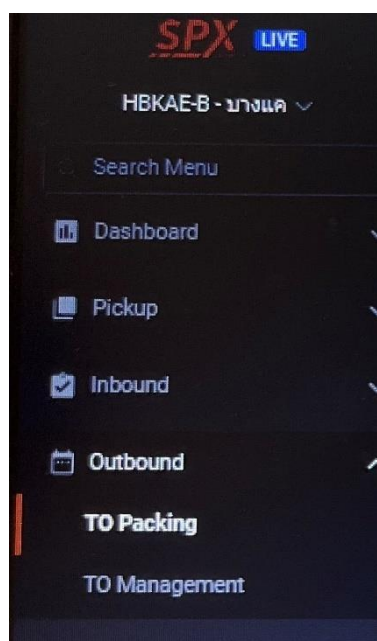 SPX LIVE
HBKAE-B - บางแค
Search Menu
Dashboard
Pickup
Inbound
Outbound
TO Packing
TO Management